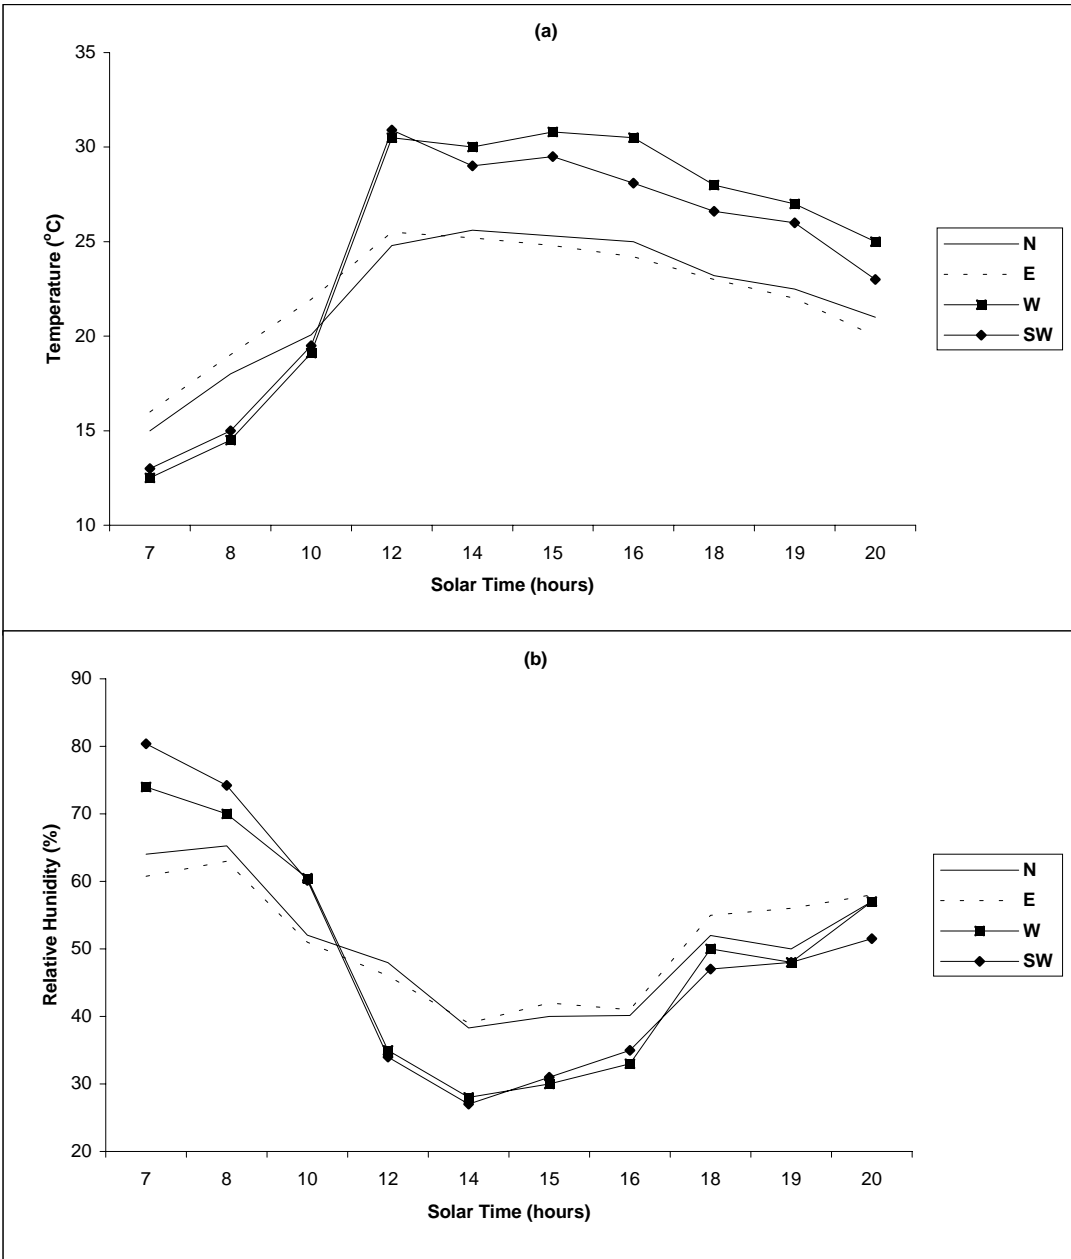 (a)
35
30
25
20
15
10
Temperature (°C)
7 8 10 12 14 15 16 18 19 20
Solar Time (hours)
N
E
W
SW
(b)
90
80
70
60
50
40
30
20
Relative Hunidity (%)
7 8 10 12 14 15 16 18 19 20
Solar Time (hours)
N
E
W
SW